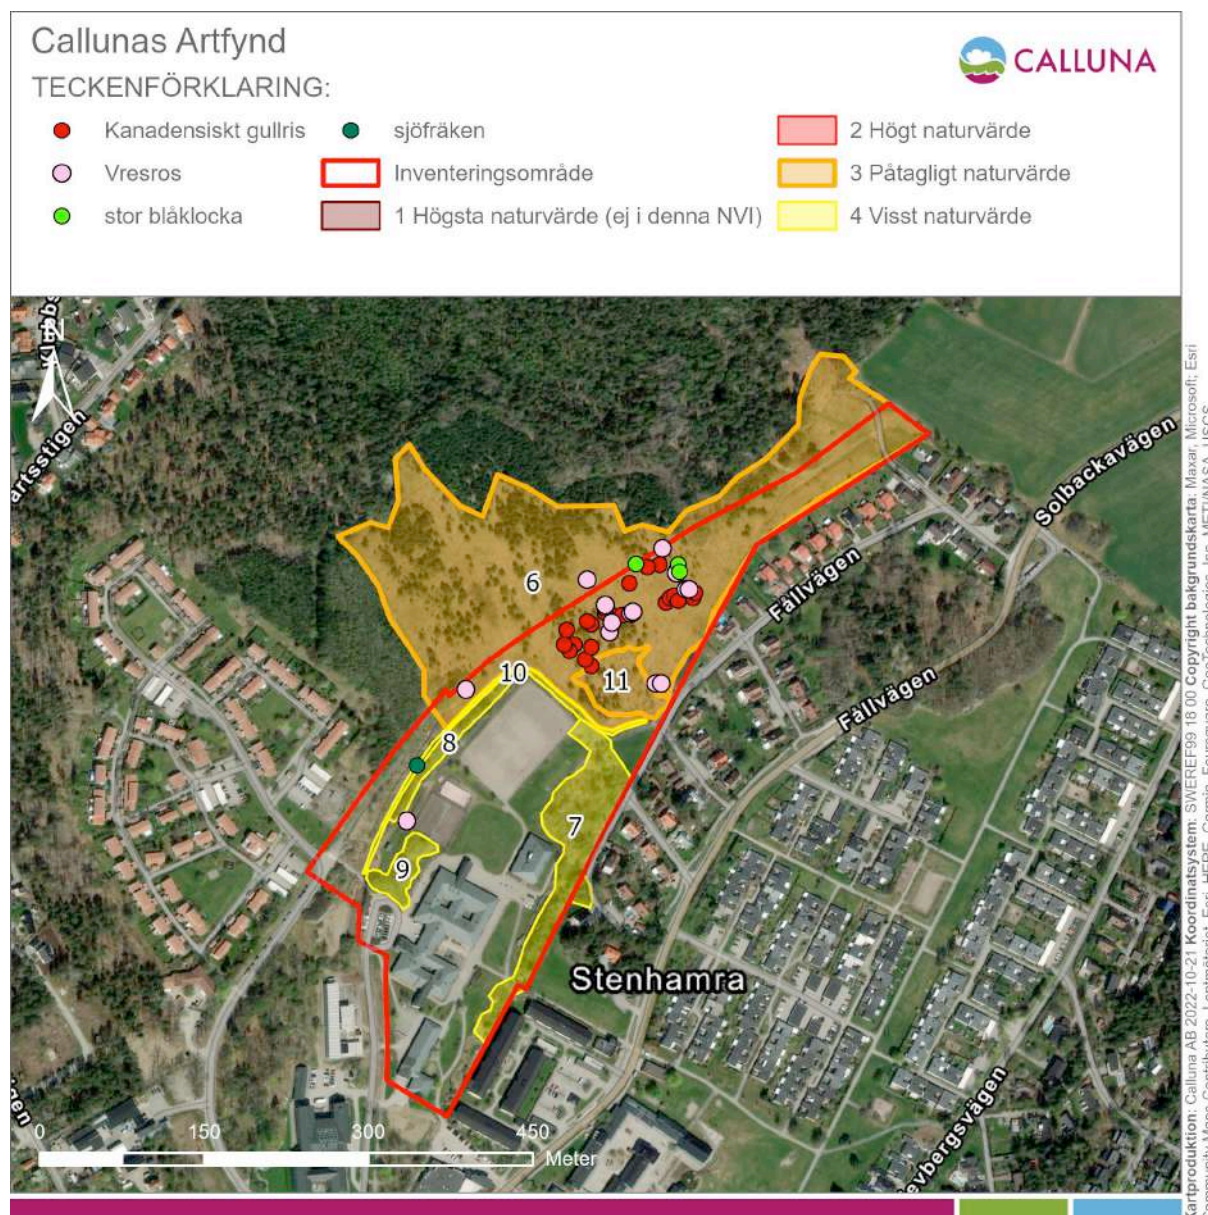 Callunas Artfynd
CALLUNA
TECKENFÖRKLARING:
Kanadensiskt gullris
sjöfräken
2 Högt naturvärde
Vresros
Inventeringsområde
3 Påtagligt naturvärde
stor blåklocka
1 Högsta naturvärde (ej i denna NVI)
4 Visst naturvärde
Solbackavägen
Fållvägen
6
10
11
Fållvägen
8
7
9
Stenhamra
0 150 300 450
Meter
Kartproduktion: Calluna AB 2022-10-21 Koordinatsystem: SWEREF99 18 00 Copyright bakgrundskarta: Maxar, Microsoft; Esri